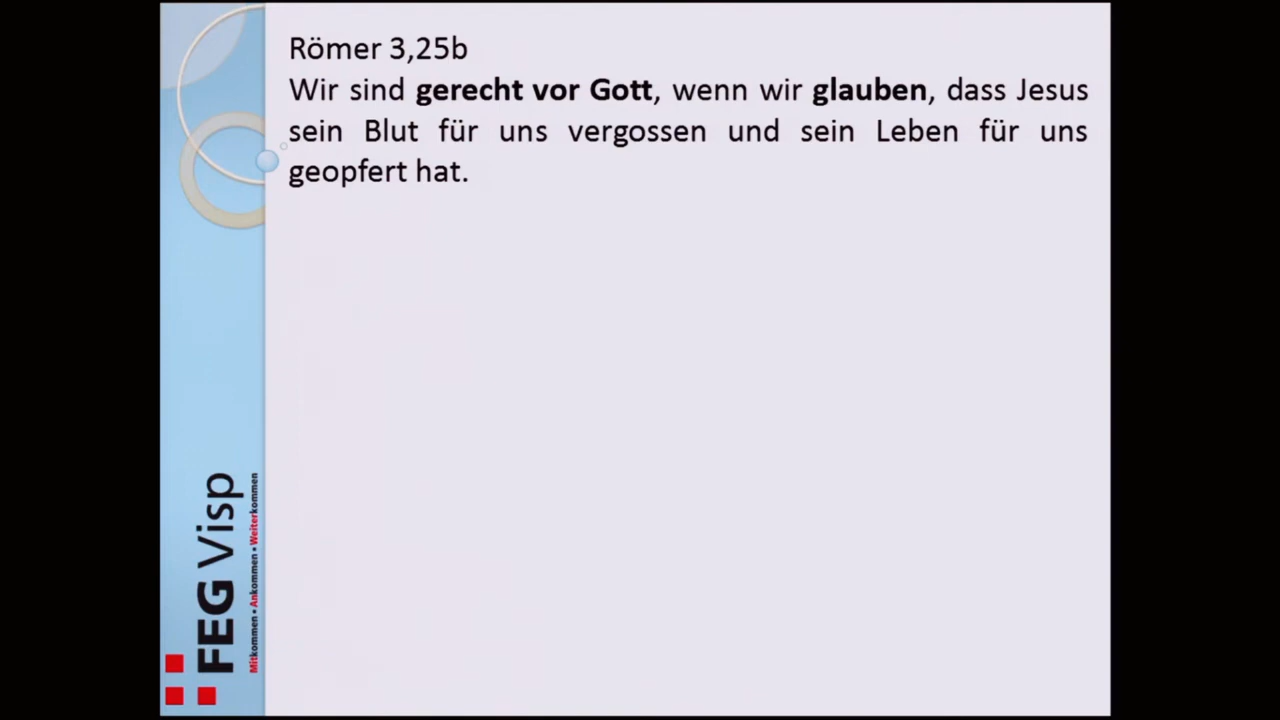 Römer 3,25b
Wir sind gerecht vor Gott, wenn wir glauben, dass Jesus
sein Blut für uns vergossen und sein Leben für uns
geopfert hat.
FEG Visp
Mitkommen • Ankommen • Weiterkommen